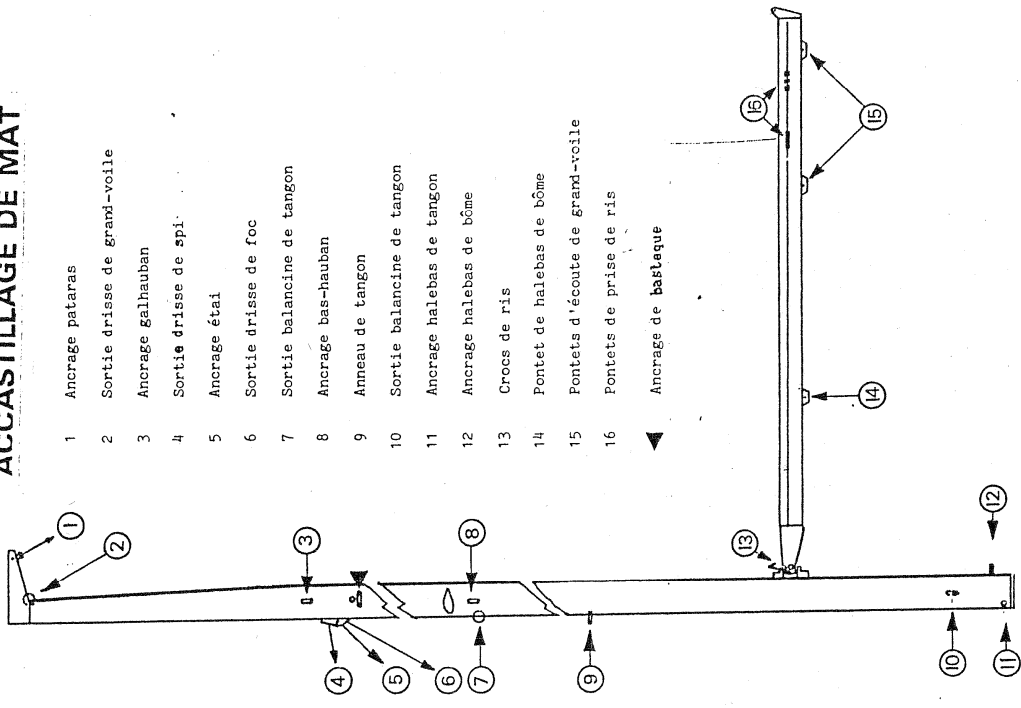 ACCASTILLAGE DE MAT
1 Ancrage pataras
2 Sortie drisse de grand-voile
3 Ancrage galhauban
4 Sortie drisse de spi
5 Ancrage étai
6 Sortie drisse de foc
7 Sortie balancine de tangon
8 Ancrage bas-hauban
9 Anneau de tangon
10 Sortie balancine de tangon
11 Ancrage halebas de tangon
12 Ancrage halebas de bôme
13 Crocs de ris
14 Pontet de halebas de bôme
15 Pontets d'écoute de grand-voile
16 Pontets de prise de ris
Ancrage de bastaque
1
2
3
4
5
6
7
8
9
10
11
12
13
14
15
16